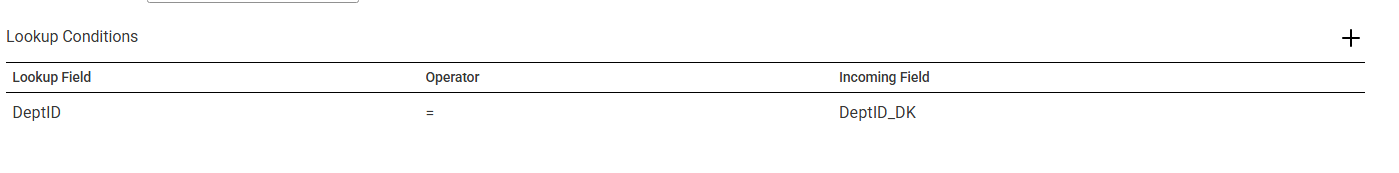 Lookup Conditions
Lookup Field Operator Incoming Field
DeptID = DeptID_DK